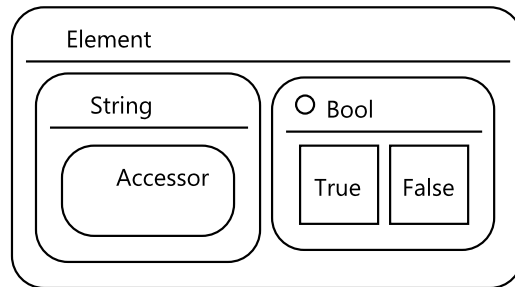 Element
String
Bool
Accessor
True
False